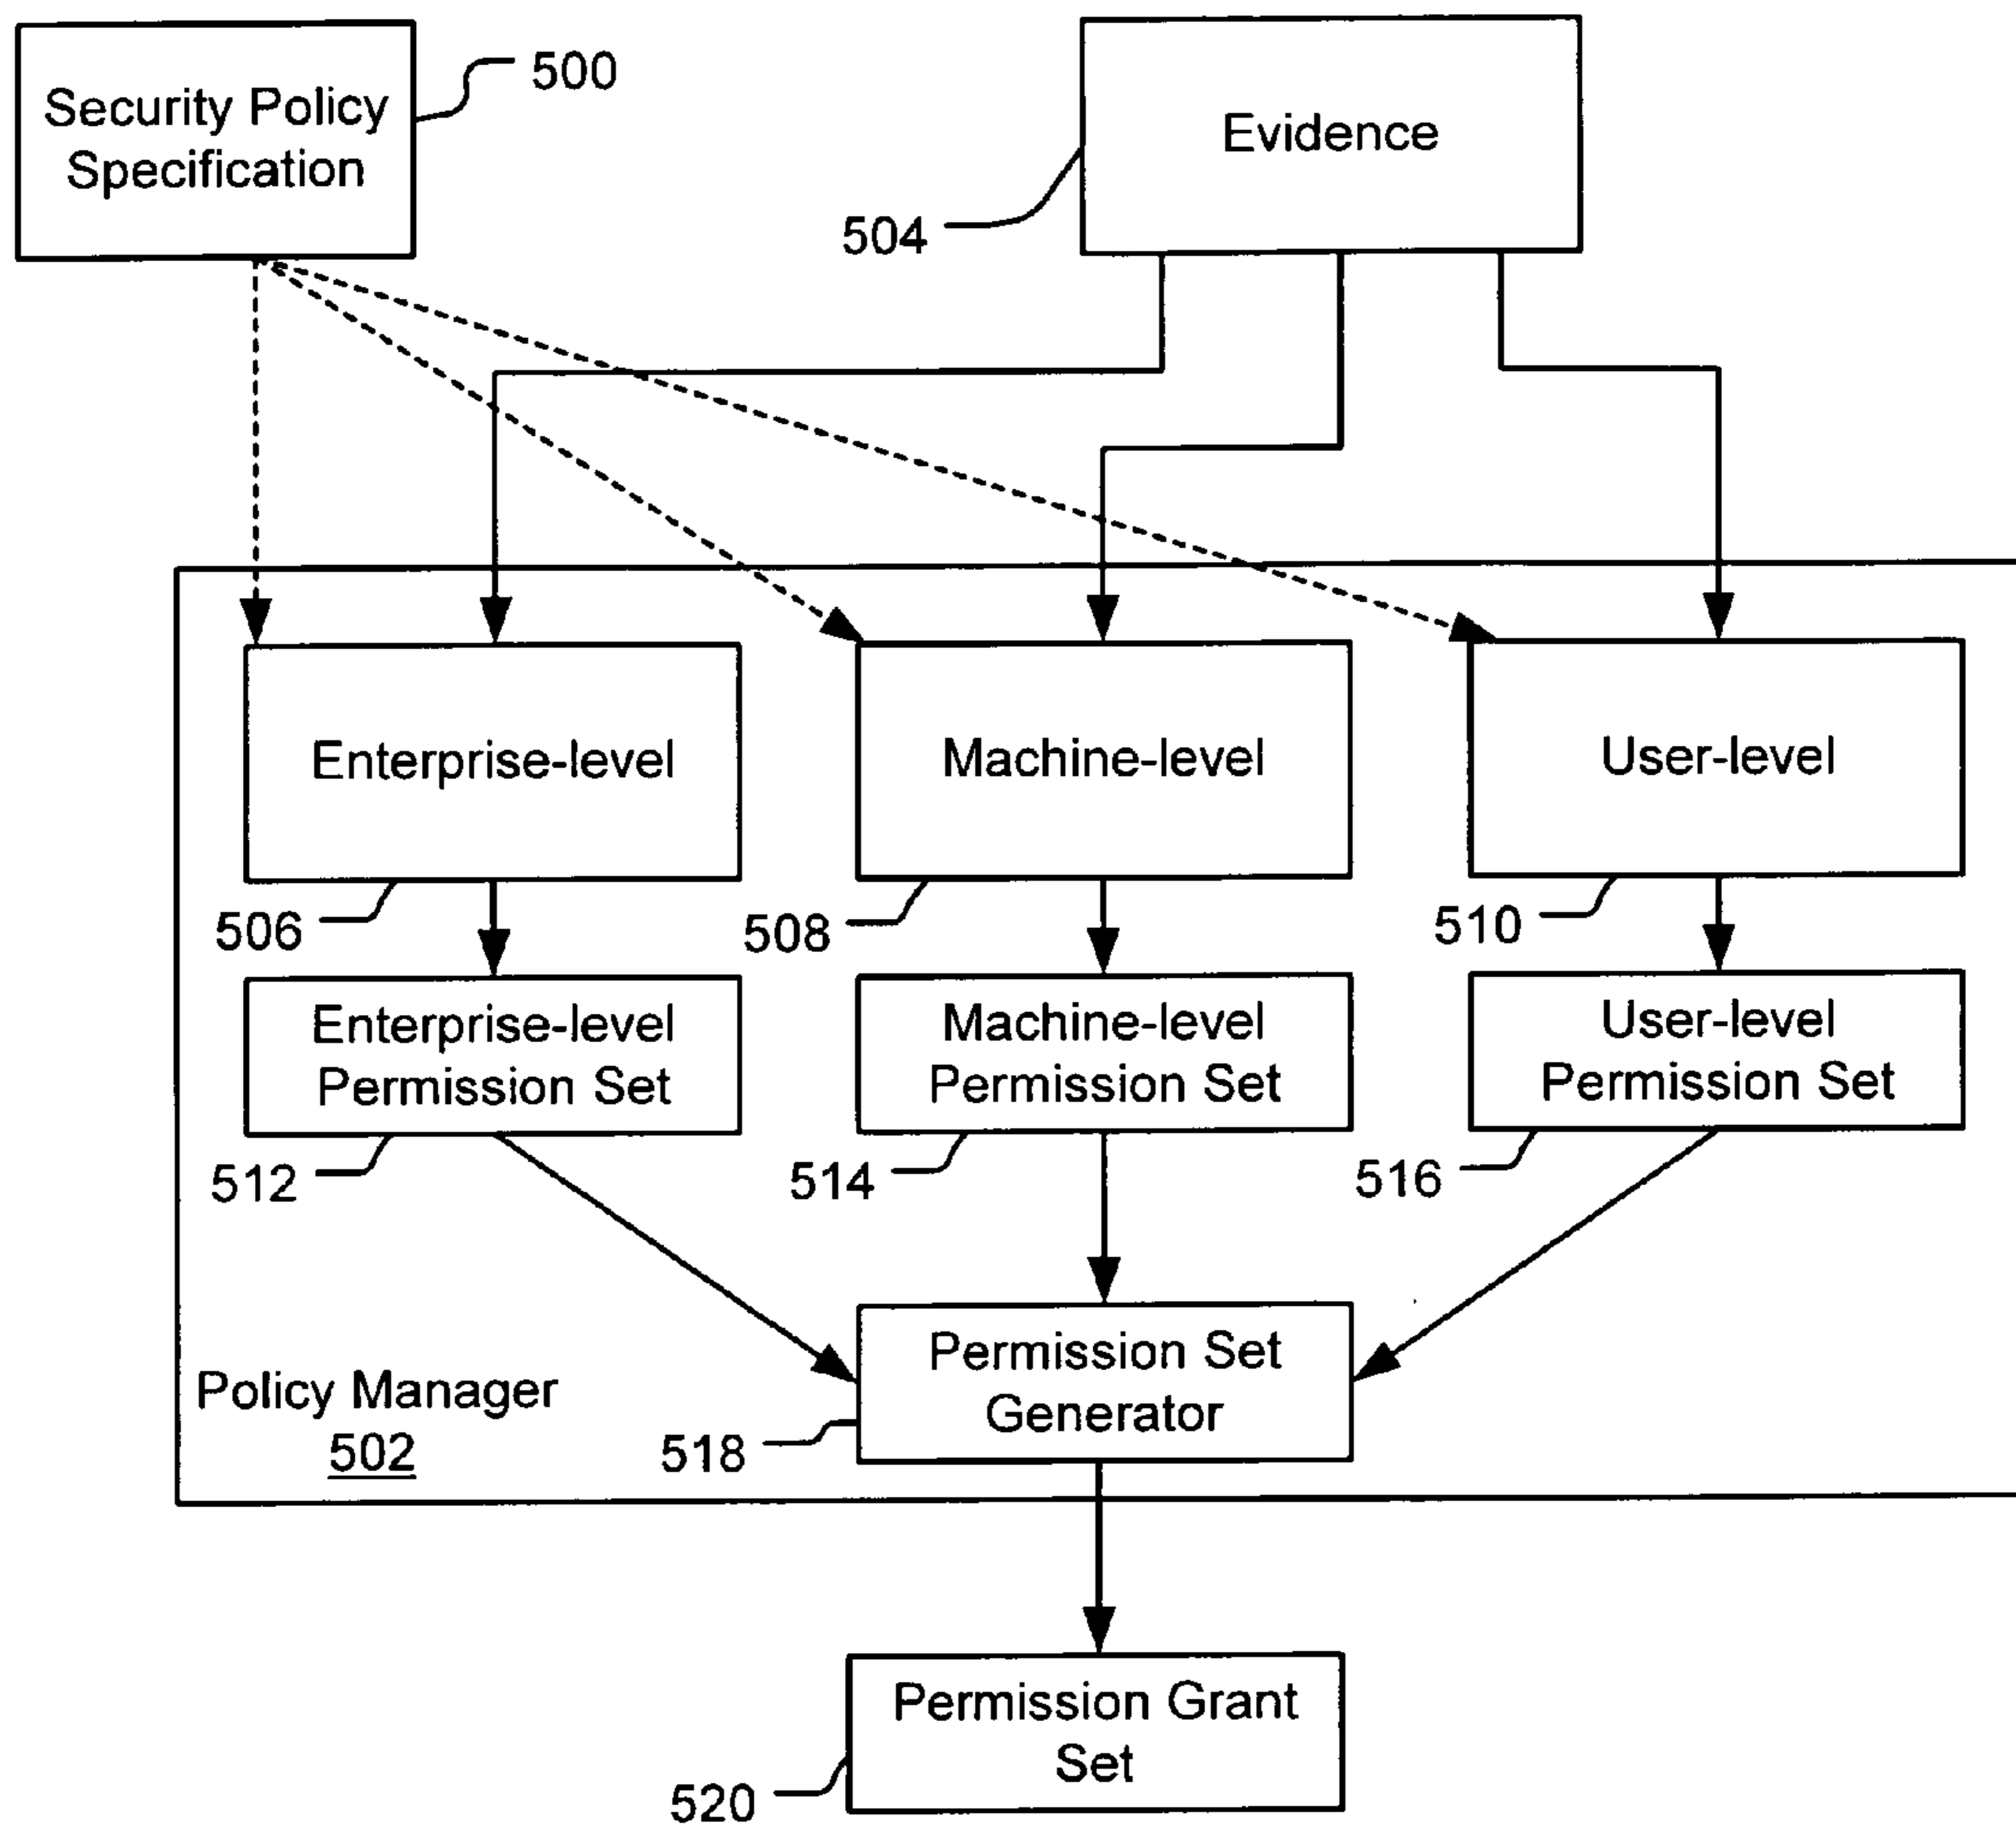 Security Policy
Specification
500
Evidence
504
Enterprise-level
Machine-level
User-level
506
508
510
Enterprise-level
Permission Set
Machine-level
Permission Set
User-level
Permission Set
512
514
516
Permission Set
Generator
Policy Manager
502
518
Permission Grant
Set
520